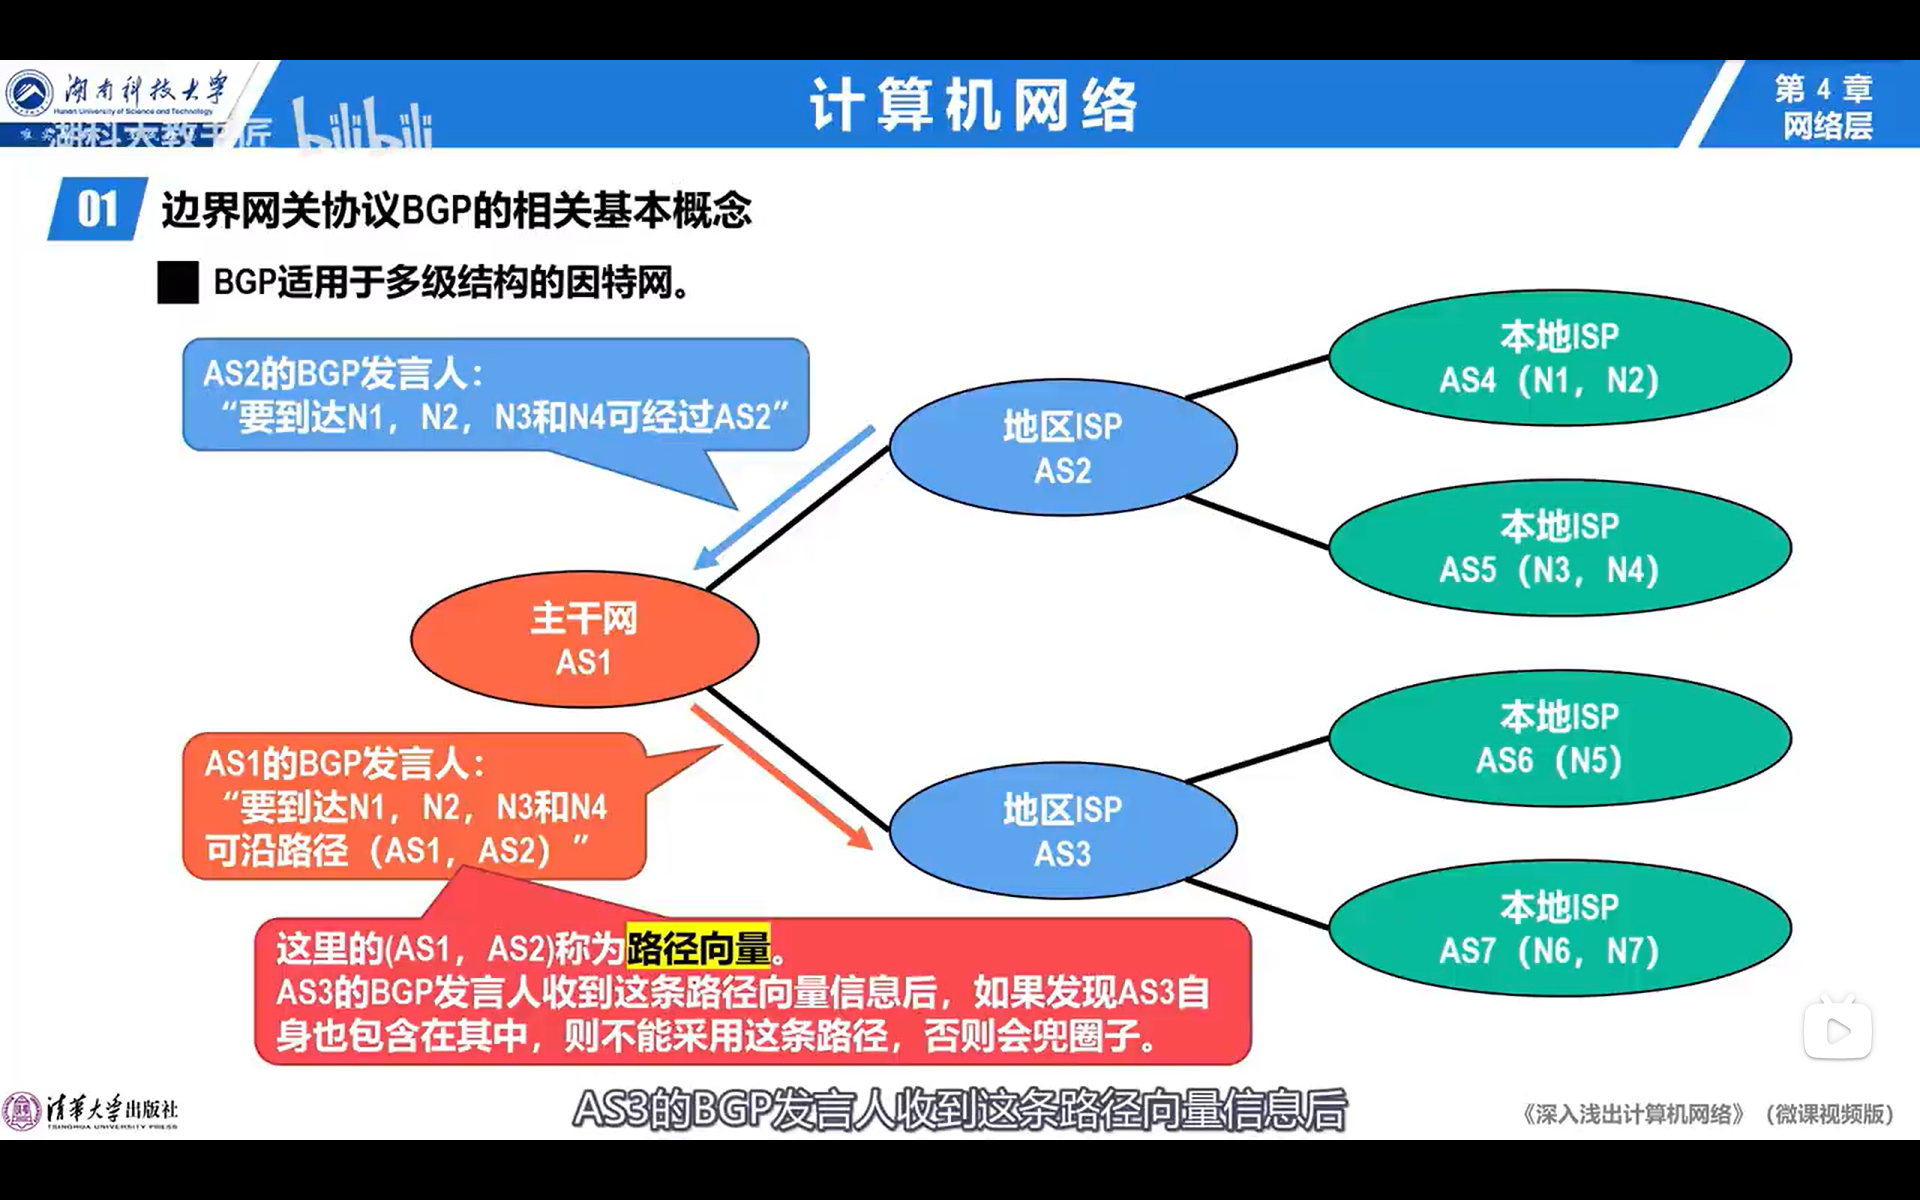 湖南科技大学
Hunan University of Science and Technology
湖科大教书匠
bilibili
计算机网络
第 4 章
网络层
01
边界网关协议BGP的相关基本概念
BGP适用于多级结构的因特网。
AS2的BGP发言人：
“要到达N1，N2，N3和N4可经过AS2”
地区ISP
AS2
本地ISP
AS4（N1，N2）
本地ISP
AS5（N3，N4）
主干网
AS1
AS1的BGP发言人：
“要到达N1，N2，N3和N4
可沿路径（AS1，AS2）”
地区ISP
AS3
本地ISP
AS6（N5）
本地ISP
AS7（N6，N7）
这里的(AS1，AS2)称为路径向量。
AS3的BGP发言人收到这条路径向量信息后，如果发现AS3自
身也包含在其中，则不能采用这条路径，否则会兜圈子。
AS3的BGP发言人收到这条路径向量信息后
清华大学出版社
TSINGHUA UNIVERSITY PRESS
《深入浅出计算机网络》（微课视频版）